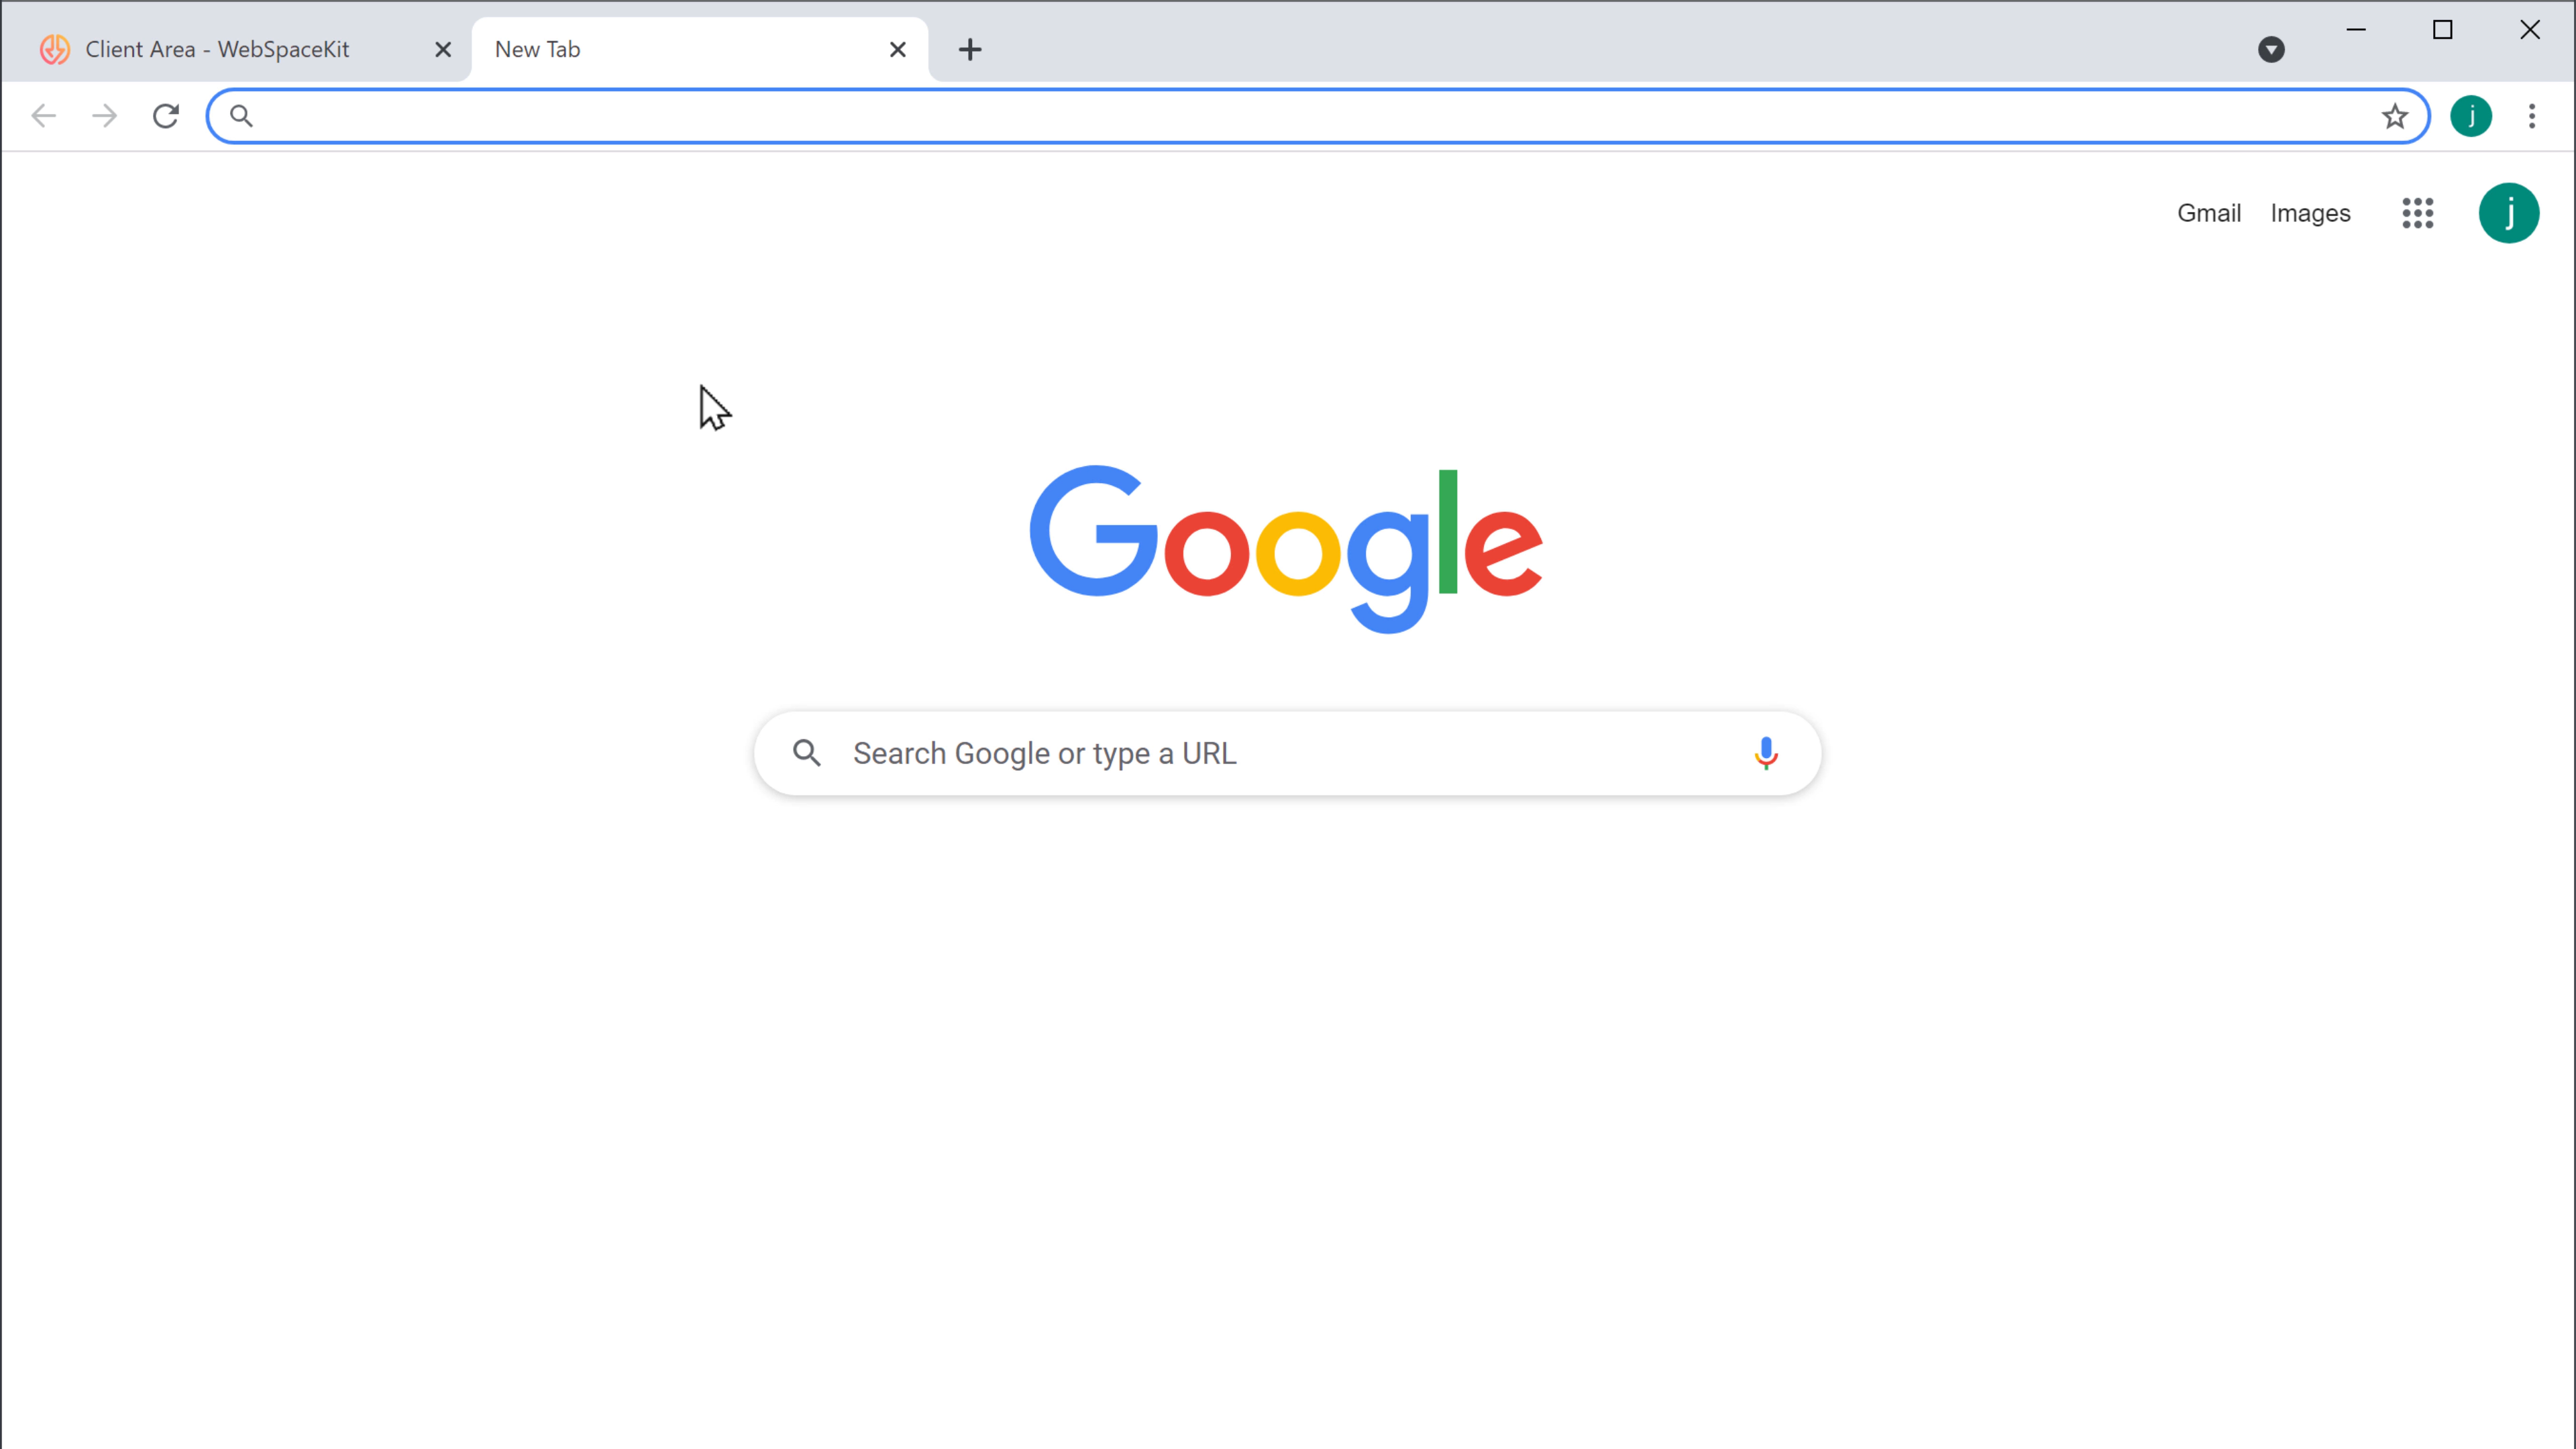 Client Area - WebSpaceKit
New Tab
j
Gmail Images
j
Google
Search Google or type a URL